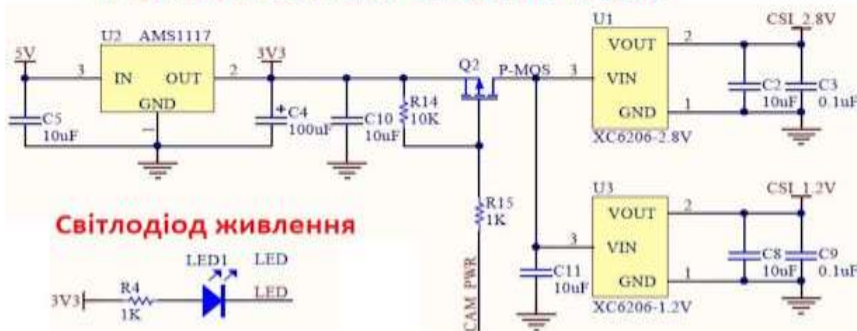 U2 AMS1117
5V
3 IN OUT 2
GND
1
3V3
C5
10uF
C4
100uF
C10
10uF
R14
10K
Q2
P-MOS
R15
1K
CAM_PWR
C11
10uF
U1
VOUT 2
3 VIN
GND 1
XC6206-2.8V
CSI_2.8V
C2
10uF
C3
0.1uF
U3
VOUT 2
3 VIN
GND 1
XC6206-1.2V
CSI_1.2V
C8
10uF
C9
0.1uF
Світлодіод живлення
LED1 LED
3V3 R4 LED
1K